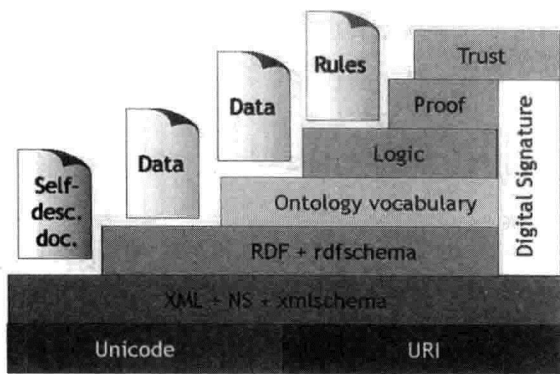 Rules
Trust
Data
Proof
Data
Logic
Self-
desc.
doc.
Ontology vocabulary
Digital Signature
RDF + rdfschema
XML + NS + xmlschema
Unicode
URI